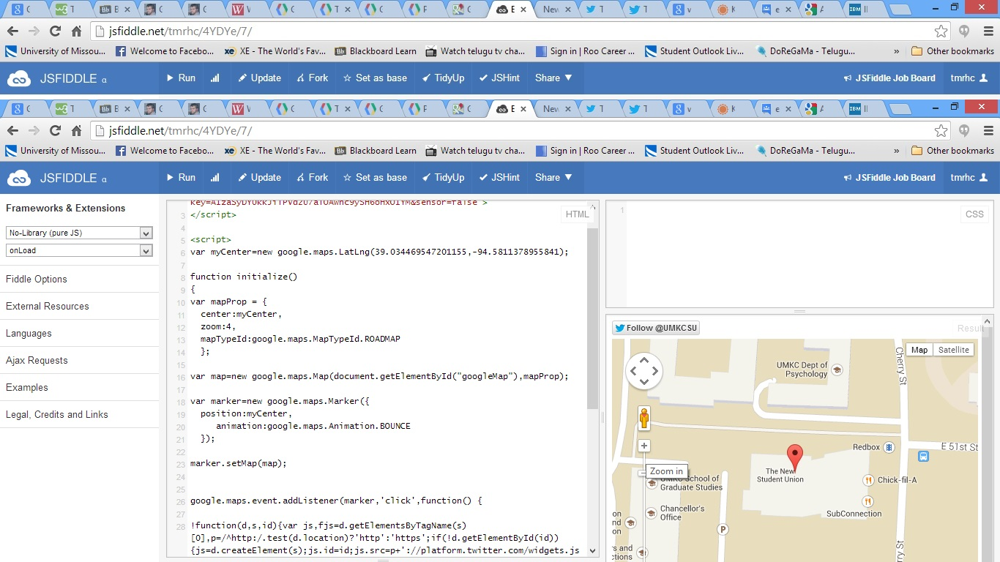 jsfiddle.net/tmrhc/4YDYe/7/
University of Missou... Welcome to Facebo... XE - The World's Fav... Blackboard Learn Watch telugu tv cha... Sign in | Roo Career ... Student Outlook Liv... DoReGaMa - Telugu... » Other bookmarks
JSFIDDLE α Run Update Fork Set as base TidyUp JSHint Share JSFiddle Job Board tmrhc
jsfiddle.net/tmrhc/4YDYe/7/
University of Missou... Welcome to Facebo... XE - The World's Fav... Blackboard Learn Watch telugu tv cha... Sign in | Roo Career ... Student Outlook Liv... DoReGaMa - Telugu... » Other bookmarks
JSFIDDLE α Run Update Fork Set as base TidyUp JSHint Share JSFiddle Job Board tmrhc
Frameworks & Extensions
No-Library (pure JS)
onLoad
Fiddle Options
External Resources
Languages
Ajax Requests
Examples
Legal, Credits and Links
HTML
3 </script>
4
5 <script>
6 var myCenter=new google.maps.LatLng(39.034469547201155,-94.5811378955841);
7
8 function initialize()
9 {
10 var mapProp = {
11 center:myCenter,
12 zoom:4,
13 mapTypeId:google.maps.MapTypeId.ROADMAP
14 };
15
16 var map=new google.maps.Map(document.getElementById("googleMap"),mapProp);
17
18 var marker=new google.maps.Marker({
19 position:myCenter,
20 animation:google.maps.Animation.BOUNCE
21 });
22
23 marker.setMap(map);
24
25
26 google.maps.event.addListener(marker,'click',function() {
27
28 !function(d,s,id){var js,fjs=d.getElementsByTagName(s)
[0],p=/^http:/.test(d.location)?'http':'https';if(!d.getElementById(id))
{js=d.createElement(s);js.id=id;js.src=p+'://platform.twitter.com/widgets.js
1
CSS
Follow @UMKCSU
Result
Map Satellite
UMKC Dept of
Psychology
Cherry St
Redbox
E 51st St
Zoom in
The New
Student Union
UMKC School of
Graduate Studies
Chick-fil-A
Chancellor's
Office
SubConnection
P
Cherry St